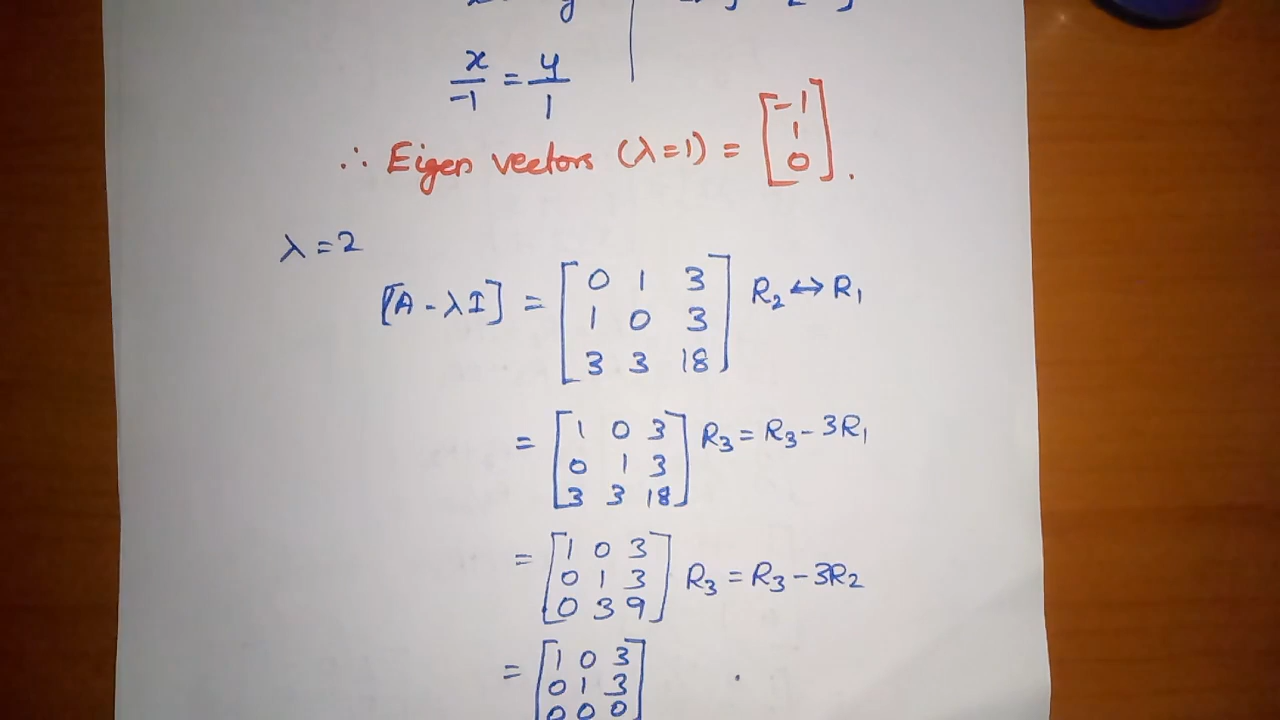 x/-1 = y/1
∴ Eigen vectors (λ=1) = [-1 1 0].
λ = 2
[A - λI] = [0 1 3; 1 0 3; 3 3 18] R2 ↔ R1
= [1 0 3; 0 1 3; 3 3 18] R3 = R3 - 3R1
= [1 0 3; 0 1 3; 0 3 9] R3 = R3 - 3R2
= [1 0 3; 0 1 3; 0 0 0]